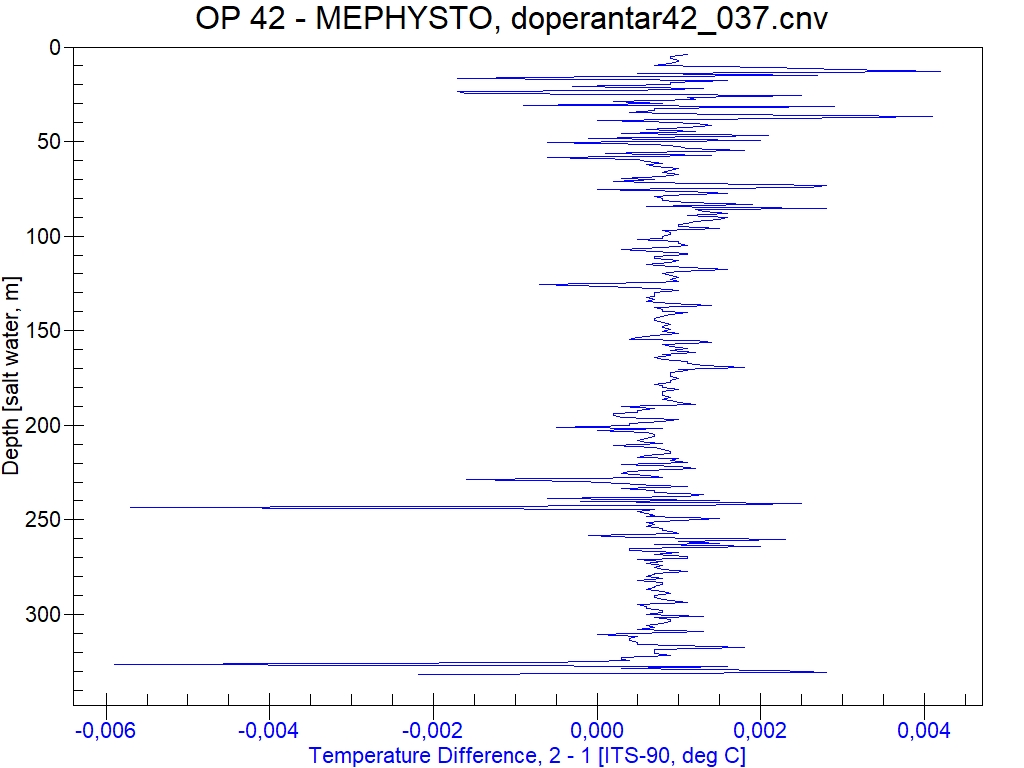 OP 42 - MEPHYSTO, doperantar42_037.cnv
0
50
100
150
200
250
300
Depth [salt water, m]
-0,006 -0,004 -0,002 0,000 0,002 0,004
Temperature Difference, 2 - 1 [ITS-90, deg C]